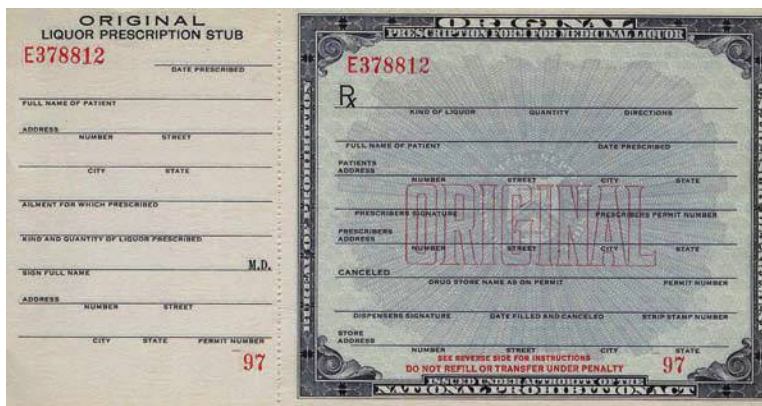 ORIGINAL
LIQUOR PRESCRIPTION STUB
E378812
DATE PRESCRIBED
FULL NAME OF PATIENT
ADDRESS
NUMBER STREET
CITY STATE
AILMENT FOR WHICH PRESCRIBED
KIND AND QUANTITY OF LIQUOR PRESCRIBED
M.D.
SIGN FULL NAME
ADDRESS
NUMBER STREET
CITY STATE PERMIT NUMBER
97
ORIGINAL
PRESCRIPTION FORM FOR MEDICINAL LIQUOR
E378812
Rx
KIND OF LIQUOR QUANTITY DIRECTIONS
FULL NAME OF PATIENT DATE PRESCRIBED
PATIENTS
ADDRESS
NUMBER STREET CITY STATE
ORIGINAL
PRESCRIBERS SIGNATURE PRESCRIBERS PERMIT NUMBER
PRESCRIBERS
ADDRESS
NUMBER STREET CITY STATE
CANCELED
DRUG STORE NAME AS ON PERMIT PERMIT NUMBER
DISPENSERS SIGNATURE DATE FILLED AND CANCELED STRIP STAMP NUMBER
STORE
ADDRESS
NUMBER STREET CITY STATE
SEE REVERSE SIDE FOR INSTRUCTIONS
DO NOT REFILL OR TRANSFER UNDER PENALTY
97
ISSUED UNDER AUTHORITY OF THE
NATIONAL PROHIBITION ACT
BUREAU OF PROHIBITION